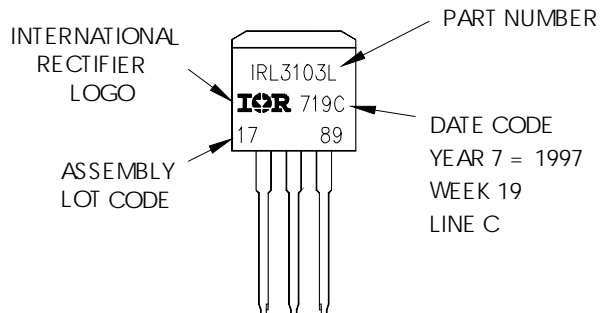 INTERNATIONAL
RECTIFIER
LOGO
ASSEMBLY
LOT CODE
IRL3103L
IOR 719C
17 89
PART NUMBER
DATE CODE
YEAR 7 = 1997
WEEK 19
LINE C